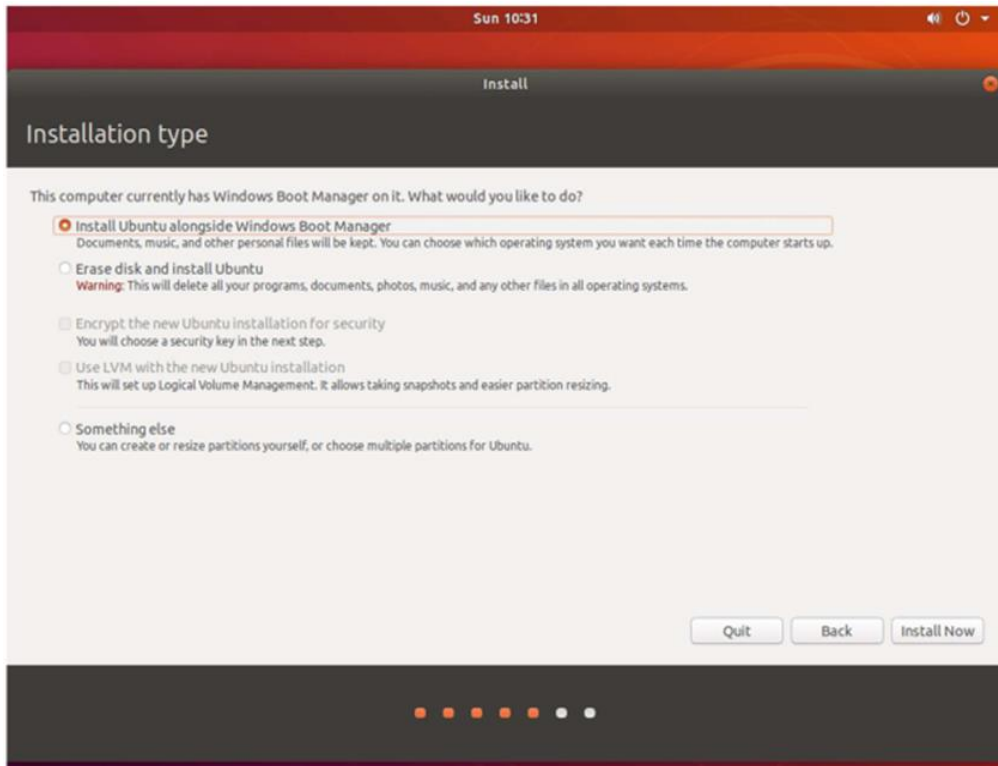 Sun 10:31
Install
Installation type
This computer currently has Windows Boot Manager on it. What would you like to do?
Install Ubuntu alongside Windows Boot Manager
Documents, music, and other personal files will be kept. You can choose which operating system you want each time the computer starts up.
Erase disk and install Ubuntu
Warning: This will delete all your programs, documents, photos, music, and any other files in all operating systems.
Encrypt the new Ubuntu installation for security
You will choose a security key in the next step.
Use LVM with the new Ubuntu installation
This will set up Logical Volume Management. It allows taking snapshots and easier partition resizing.
Something else
You can create or resize partitions yourself, or choose multiple partitions for Ubuntu.
Quit Back Install Now